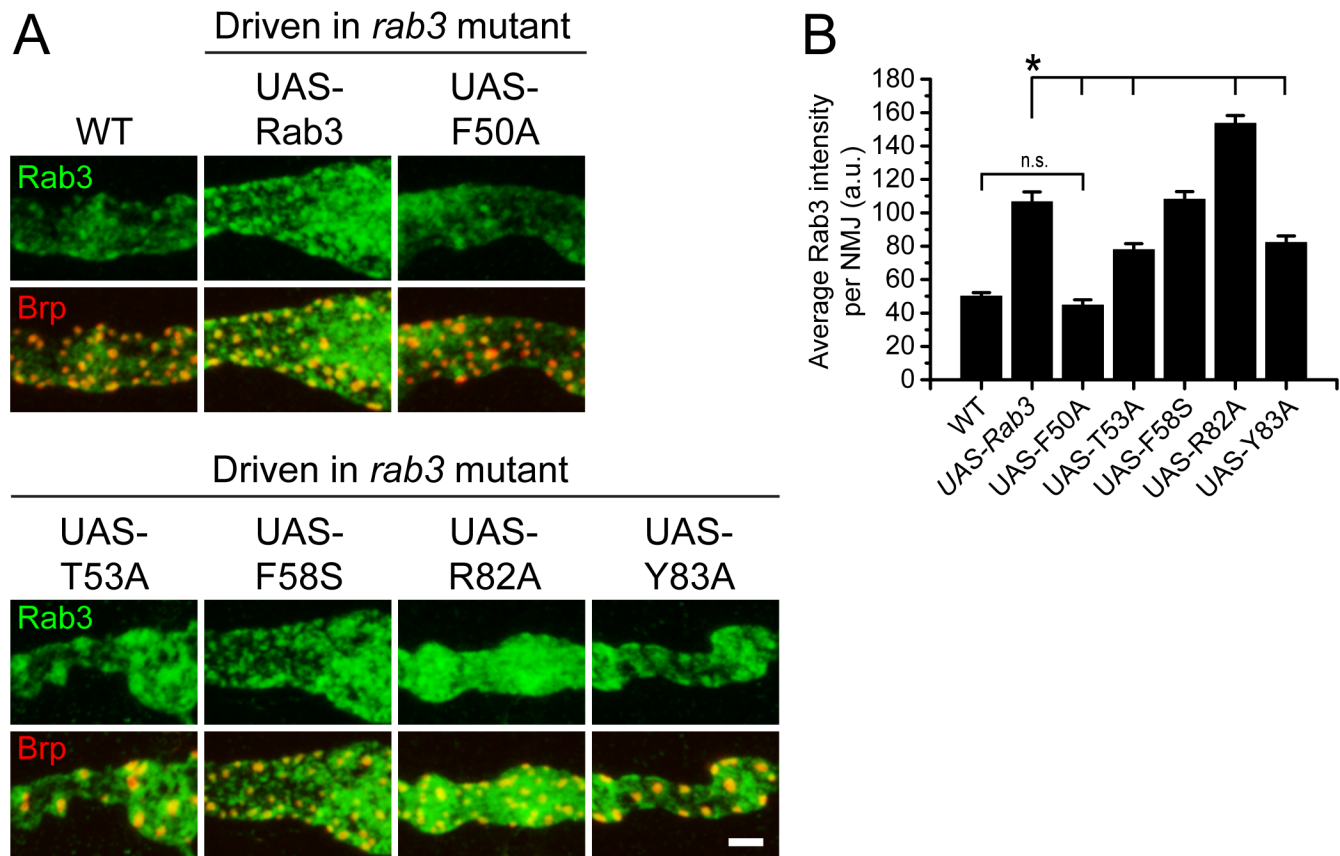 A
Driven in rab3 mutant
WT
UAS-
Rab3
UAS-
F50A
Rab3
Brp
Driven in rab3 mutant
UAS-
T53A
UAS-
F58S
UAS-
R82A
UAS-
Y83A
Rab3
Brp
B
Average Rab3 intensity
per NMJ (a.u.)
180
160
140
120
100
80
60
40
20
0
*
n.s.
WT
UAS-Rab3
UAS-F50A
UAS-T53A
UAS-F58S
UAS-R82A
UAS-Y83A